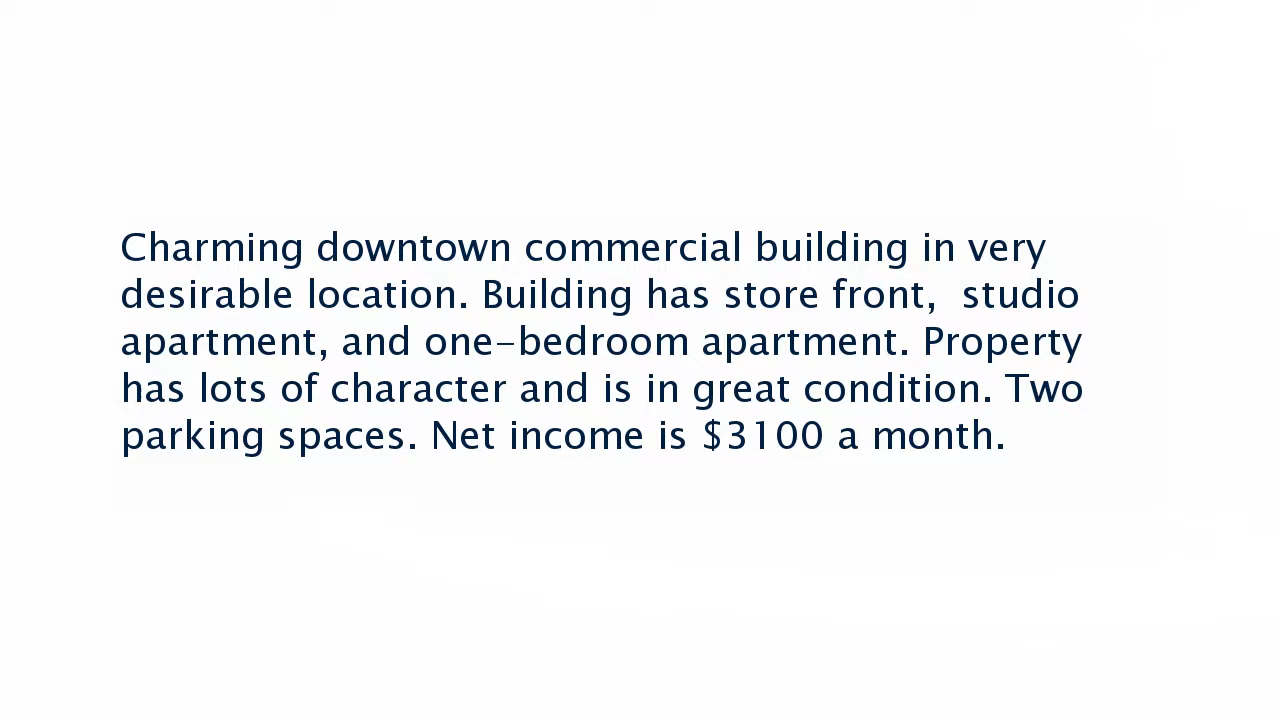 Charming downtown commercial building in very
desirable location. Building has store front,  studio
apartment, and one-bedroom apartment. Property
has lots of character and is in great condition. Two
parking spaces. Net income is $3100 a month.